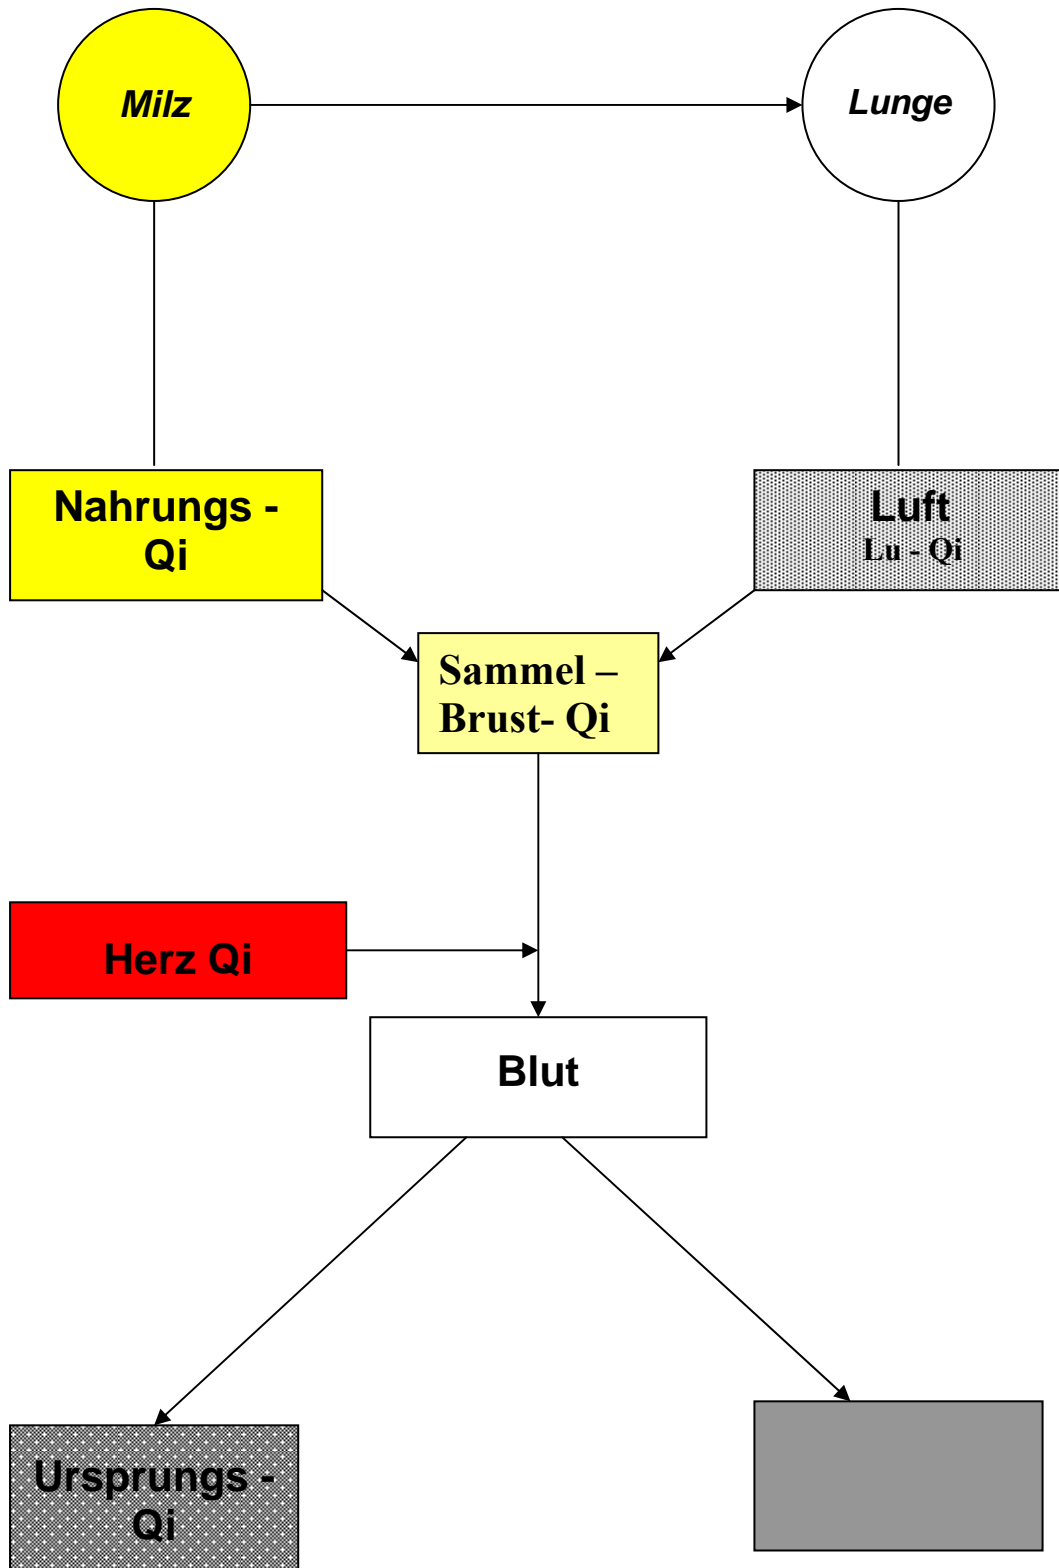 Milz
Lunge
Nahrungs -
Qi
Luft
Lu - Qi
Sammel –
Brust- Qi
Herz Qi
Blut
Ursprungs -
Qi